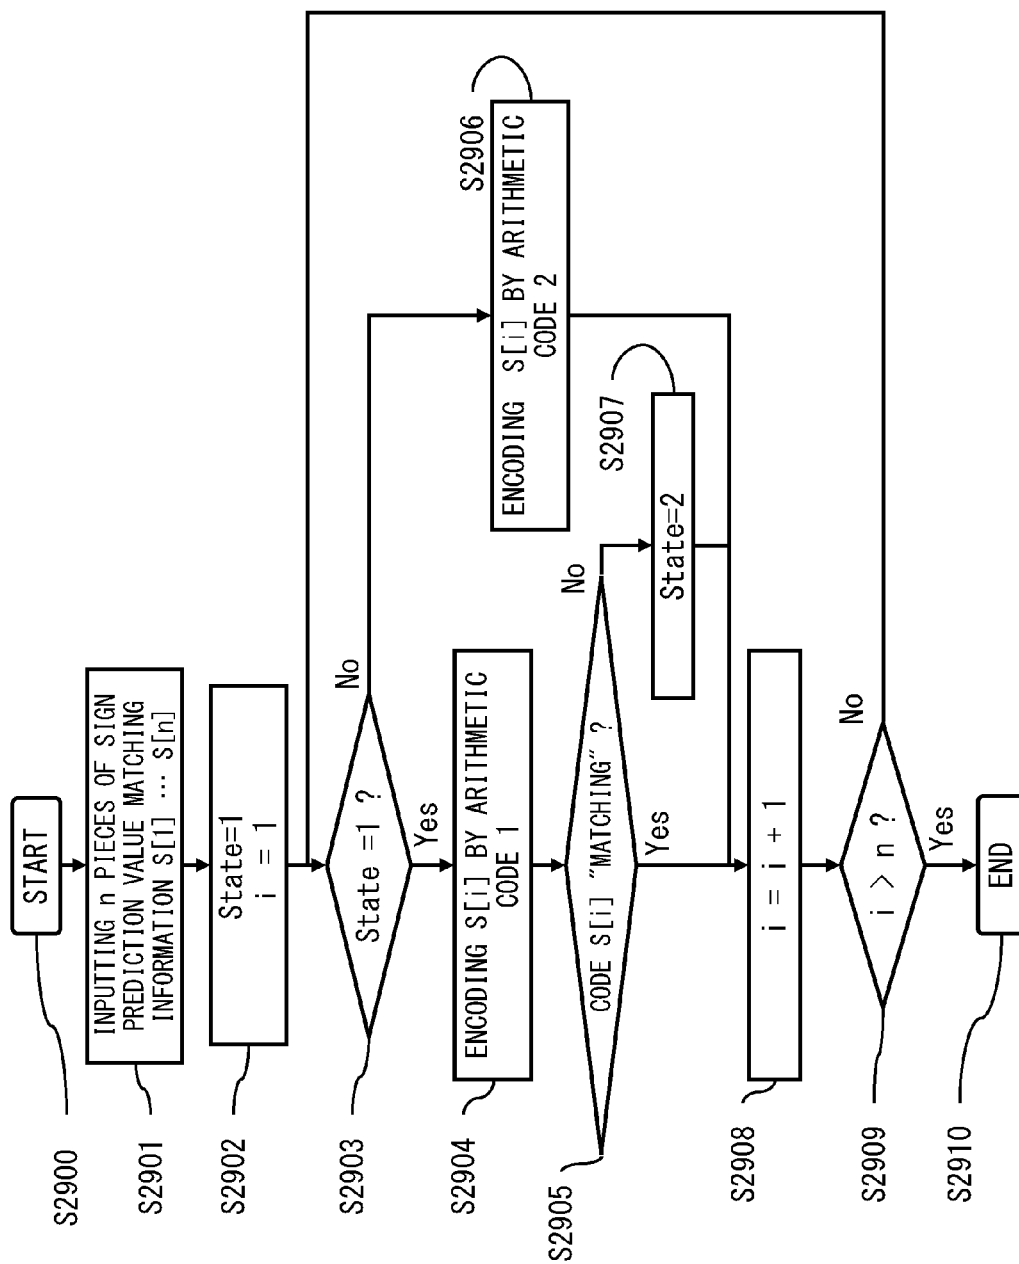 START
S2900
INPUTTING n PIECES OF SIGN
PREDICTION VALUE MATCHING
INFORMATION S[1] ... S[n]
S2901
State=1
i = 1
S2902
State =1 ?
No
Yes
S2903
ENCODING S[i] BY ARITHMETIC
CODE 1
S2904
ENCODING S[i] BY ARITHMETIC
CODE 2
S2906
CODE S[i] "MATCHING" ?
No
Yes
S2905
State=2
S2907
i = i + 1
S2908
i > n ?
No
Yes
S2909
END
S2910